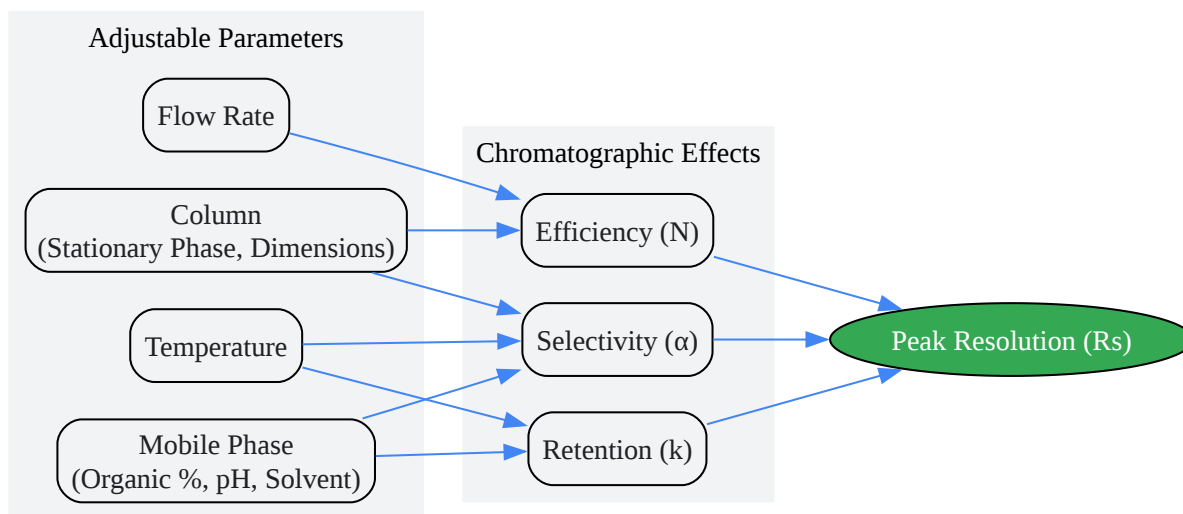 Adjustable Parameters
Flow Rate
Column
(Stationary Phase, Dimensions)
Temperature
Mobile Phase
(Organic %, pH, Solvent)
Chromatographic Effects
Efficiency (N)
Selectivity (α)
Retention (k)
Peak Resolution (Rs)